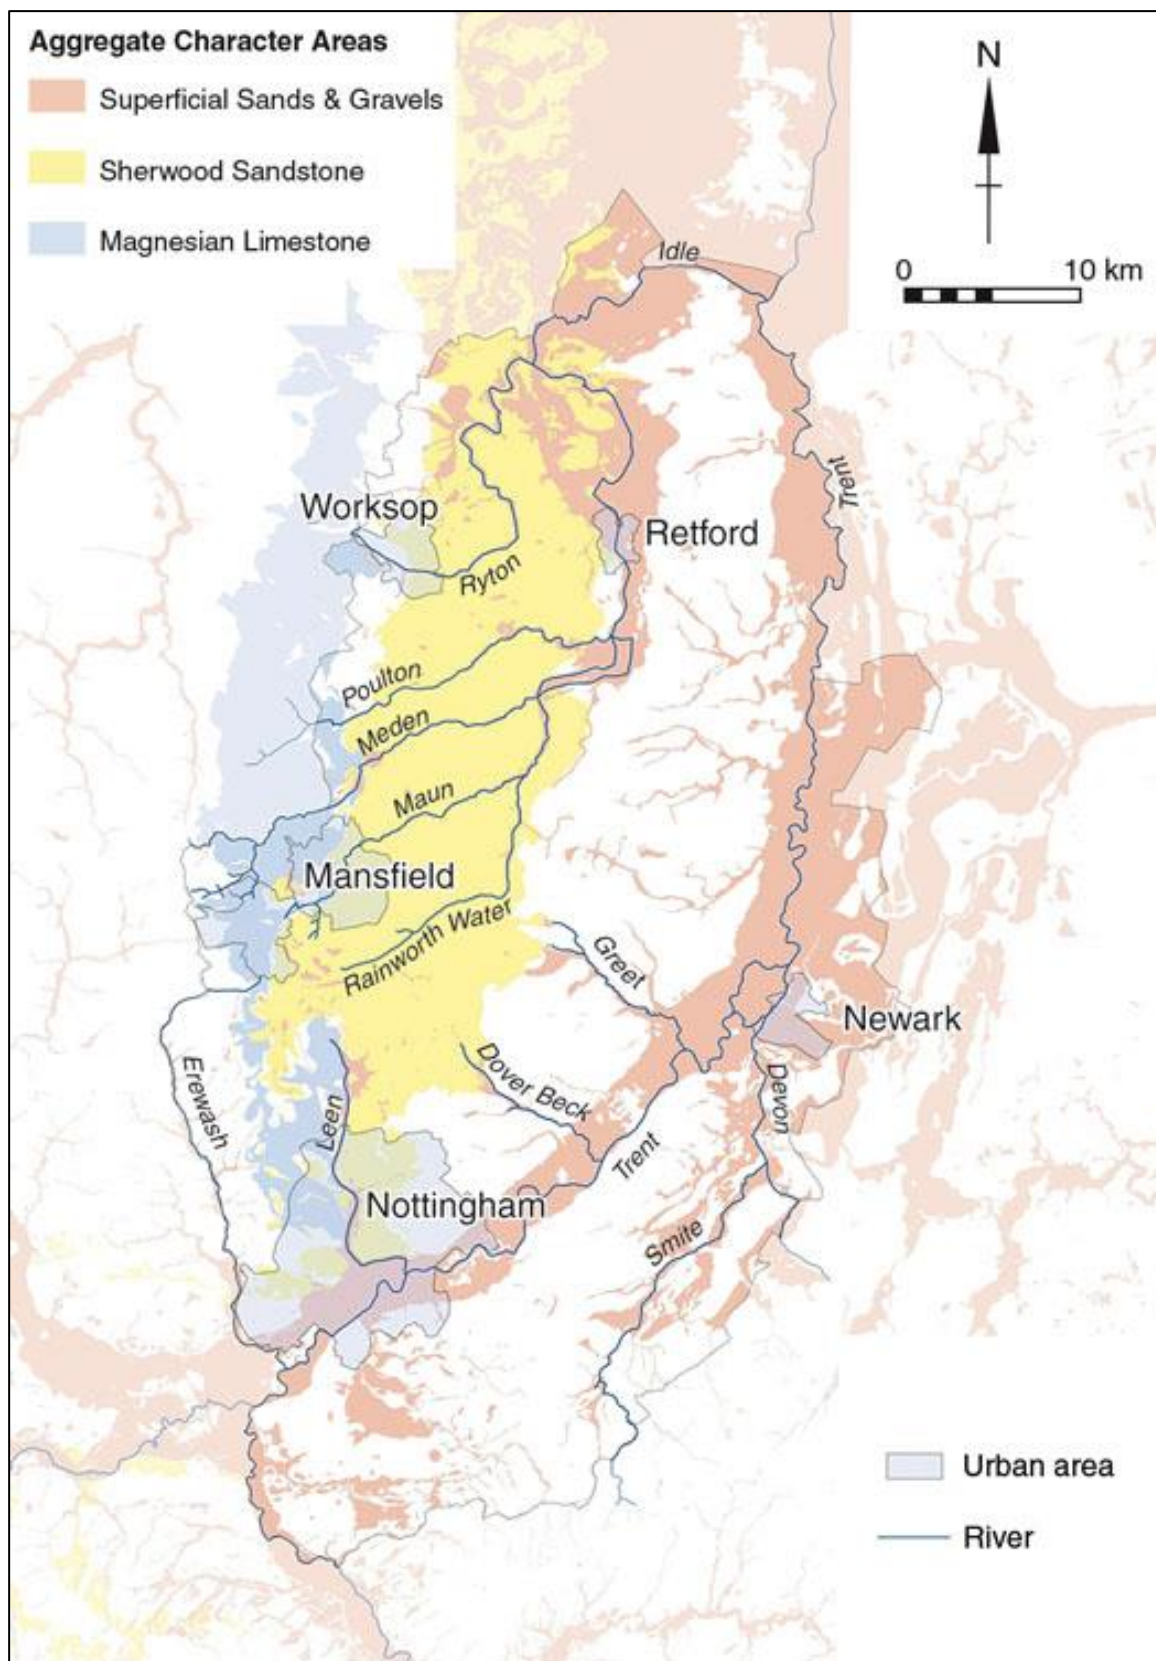 Aggregate Character Areas
Superficial Sands & Gravels
Sherwood Sandstone
Magnesian Limestone
N
0 10 km
Idle
Trent
Worksop
Retford
Ryton
Poulton
Meden
Maun
Mansfield
Rainworth Water
Greet
Newark
Erewash
Leen
Dover Beck
Devon
Trent
Nottingham
Smite
Urban area
River